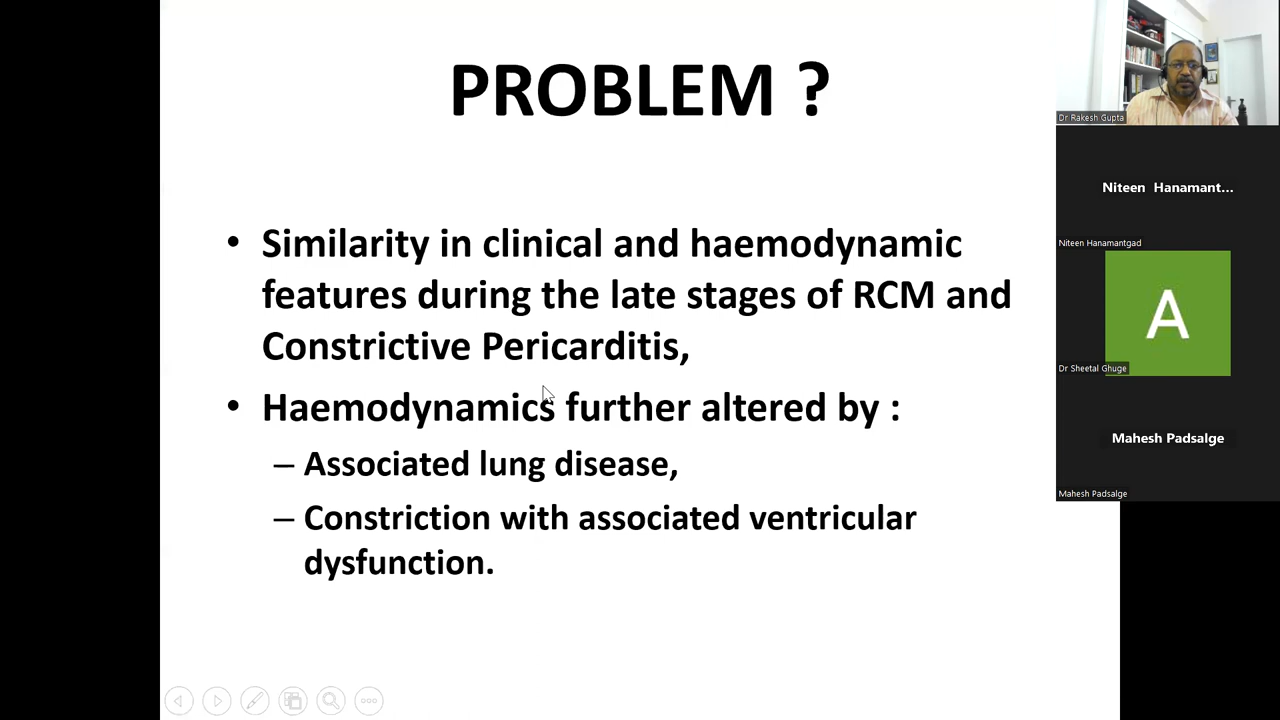 PROBLEM ?
• Similarity in clinical and haemodynamic
features during the late stages of RCM and
Constrictive Pericarditis,
• Haemodynamics further altered by :
– Associated lung disease,
– Constriction with associated ventricular
dysfunction.
Dr Rakesh Gupta
Niteen Hanamant...
Niteen Hanamantgad
A
Dr Sheetal Ghuge
Mahesh Padsalge
Mahesh Padsalge